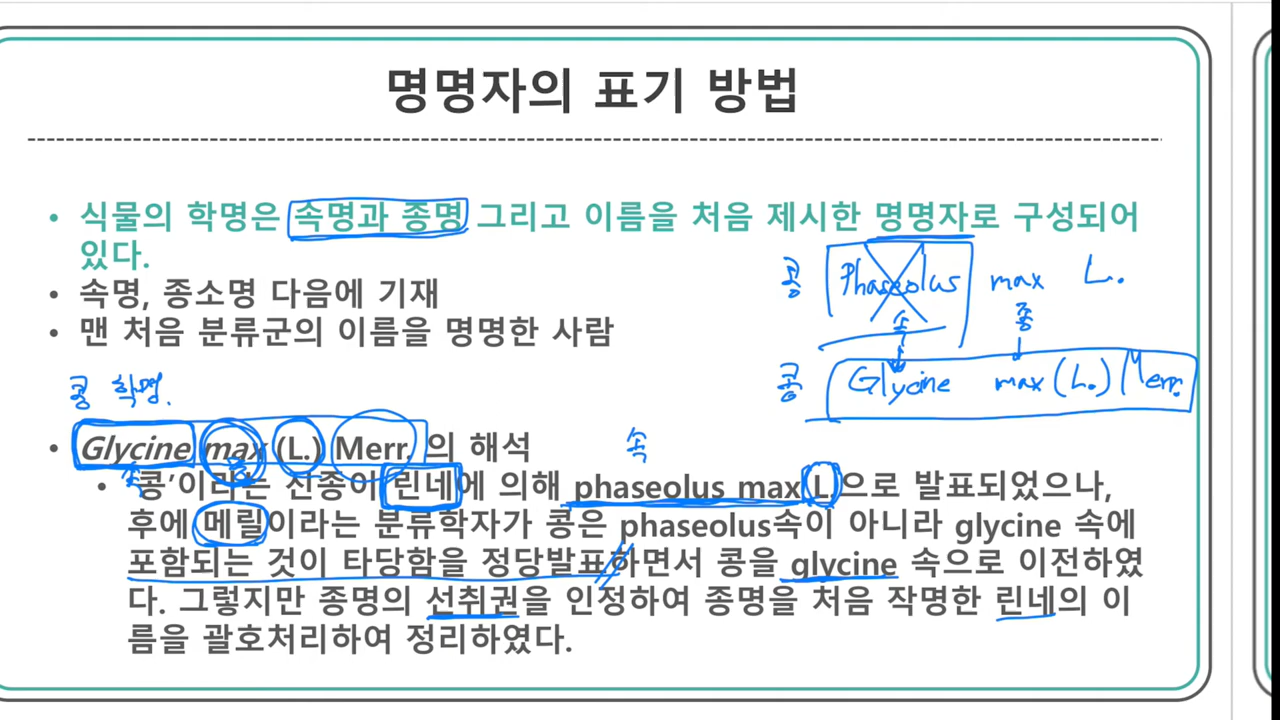 명명자의 표기 방법
• 식물의 학명은 속명과 종명 그리고 이름을 처음 제시한 명명자로 구성되어
있다.
• 속명, 종소명 다음에 기재
• 맨 처음 분류군의 이름을 명명한 사람
콩 Phaseolus max L.
속 종
콩 Glycine max (L.) Merr.
콩 학명.
• Glycine max (L.) Merr. 의 해석
속 종 속
• '콩'이라는 신종이 린네에 의해 phaseolus max L.으로 발표되었으나,
후에 메릴이라는 분류학자가 콩은 phaseolus속이 아니라 glycine 속에
포함되는 것이 타당함을 정당발표하면서 콩을 glycine 속으로 이전하였
다. 그렇지만 종명의 선취권을 인정하여 종명을 처음 작명한 린네의 이
름을 괄호처리하여 정리하였다.